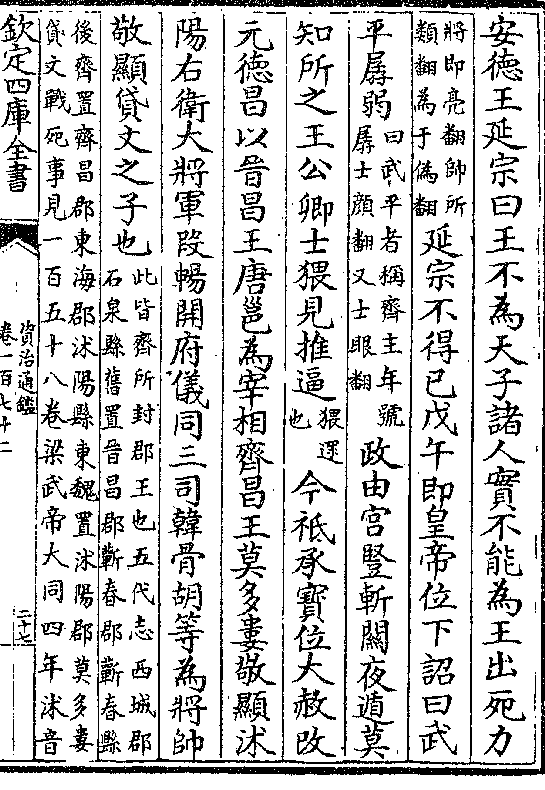 安德王延宗曰王不為天子諸人實不能為王出死力
將即亮翻帥所
類翻為于偽翻
延宗不得已戊午即皇帝位下詔曰武
平孱弱
曰武平者稱齊主年號
孱士顔翻又士眼翻
政由宫豎斬關夜遁莫
知所之王公卿士猥見推逼
猥逕
也
今祇承寳位大赦改
元德昌以晉昌王唐邕為宰相齊昌王莫多婁敬顯沭
陽右衛大將軍段暢開府儀同三司韓骨胡等為將帥
敬顯貸文之子也
此皆齊所封郡王也五代志西城郡
石泉縣舊置晉昌郡蘄春郡蘄春縣
後齊置齊昌郡東海郡沭陽縣東魏置沭陽郡莫多婁
貸文戰死事見一百五十八卷梁武帝大同四年沭音
欽定四庫全書
資治通鑑
卷一百七十二
二十七